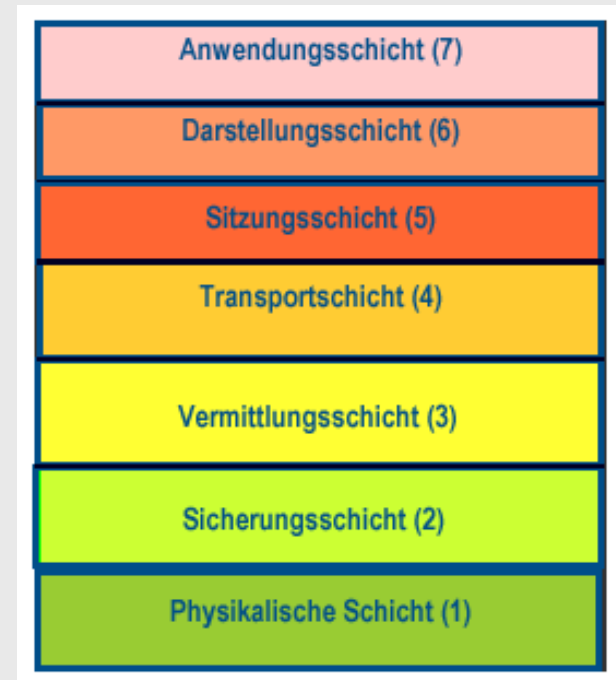 Anwendungsschicht (7)
Darstellungsschicht (6)
Sitzungsschicht (5)
Transportschicht (4)
Vermittlungsschicht (3)
Sicherungsschicht (2)
Physikalische Schicht (1)